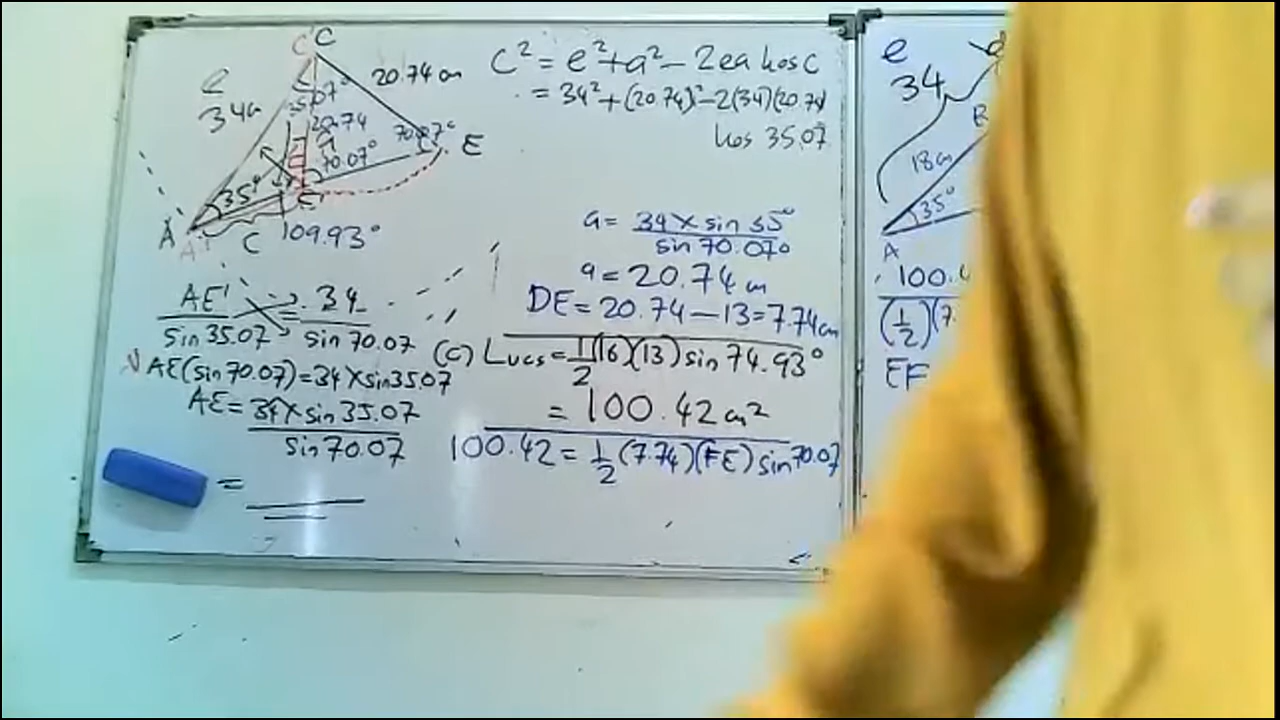 C C
e
34
35.07°
20.74 cm
20.74
70.07°
70.07°
E
35°
A
A'
E'
C
109.93°
AE' = 34
sin 35.07 sin 70.07
AE(sin 70.07) = 34 x sin 35.07
AE = 34 x sin 35.07
sin 70.07
=
C² = e² + a² - 2ea kos C
= 34² + (20.74)² - 2(34)(20.74)
kos 35.07
a = 34 x sin 35°
sin 70.07°
a = 20.74 cm
DE = 20.74 - 13 = 7.74 cm
(c) Luas = 1/2 (16)(13) sin 74.93°
= 100.42 cm²
100.42 = 1/2 (7.74)(FE) sin 70.07
e
34
B
18 cm
35°
A
100.4
(1/2)(7.
EF